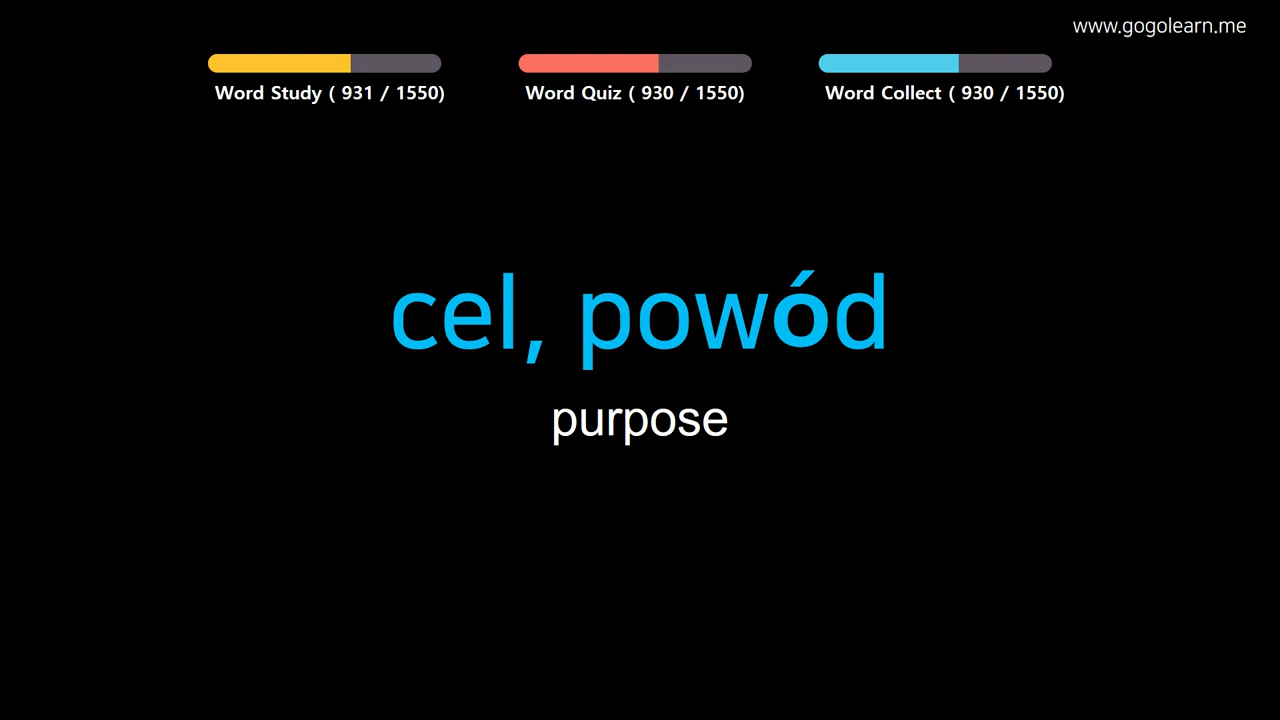 www.gogolearn.me
Word Study ( 931 / 1550)
Word Quiz ( 930 / 1550)
Word Collect ( 930 / 1550)
cel, powód
purpose